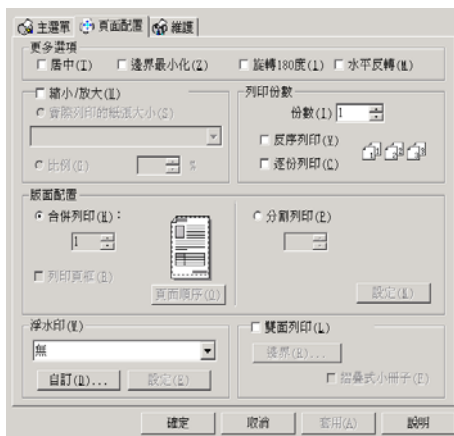 主選單 頁面配置 維護
更多選項
居中(I) 邊界最小化(Z) 旋轉180度(1) 水平反轉(M)
縮小/放大(U) 列印份數
實際列印的紙張大小(S) 份數(I) 1
反序列印(V)
比例(G) % 逐份列印(C)
版面配置
合併列印(H)： 分割列印(P)
1
列印頁框(B)
頁面順序(O) 設定(K)
浮水印(W) 雙面列印(L)
無 邊界(R)...
自訂(D)... 設定(E) 摺疊式小冊子(F)
確定 取消 套用(A) 說明